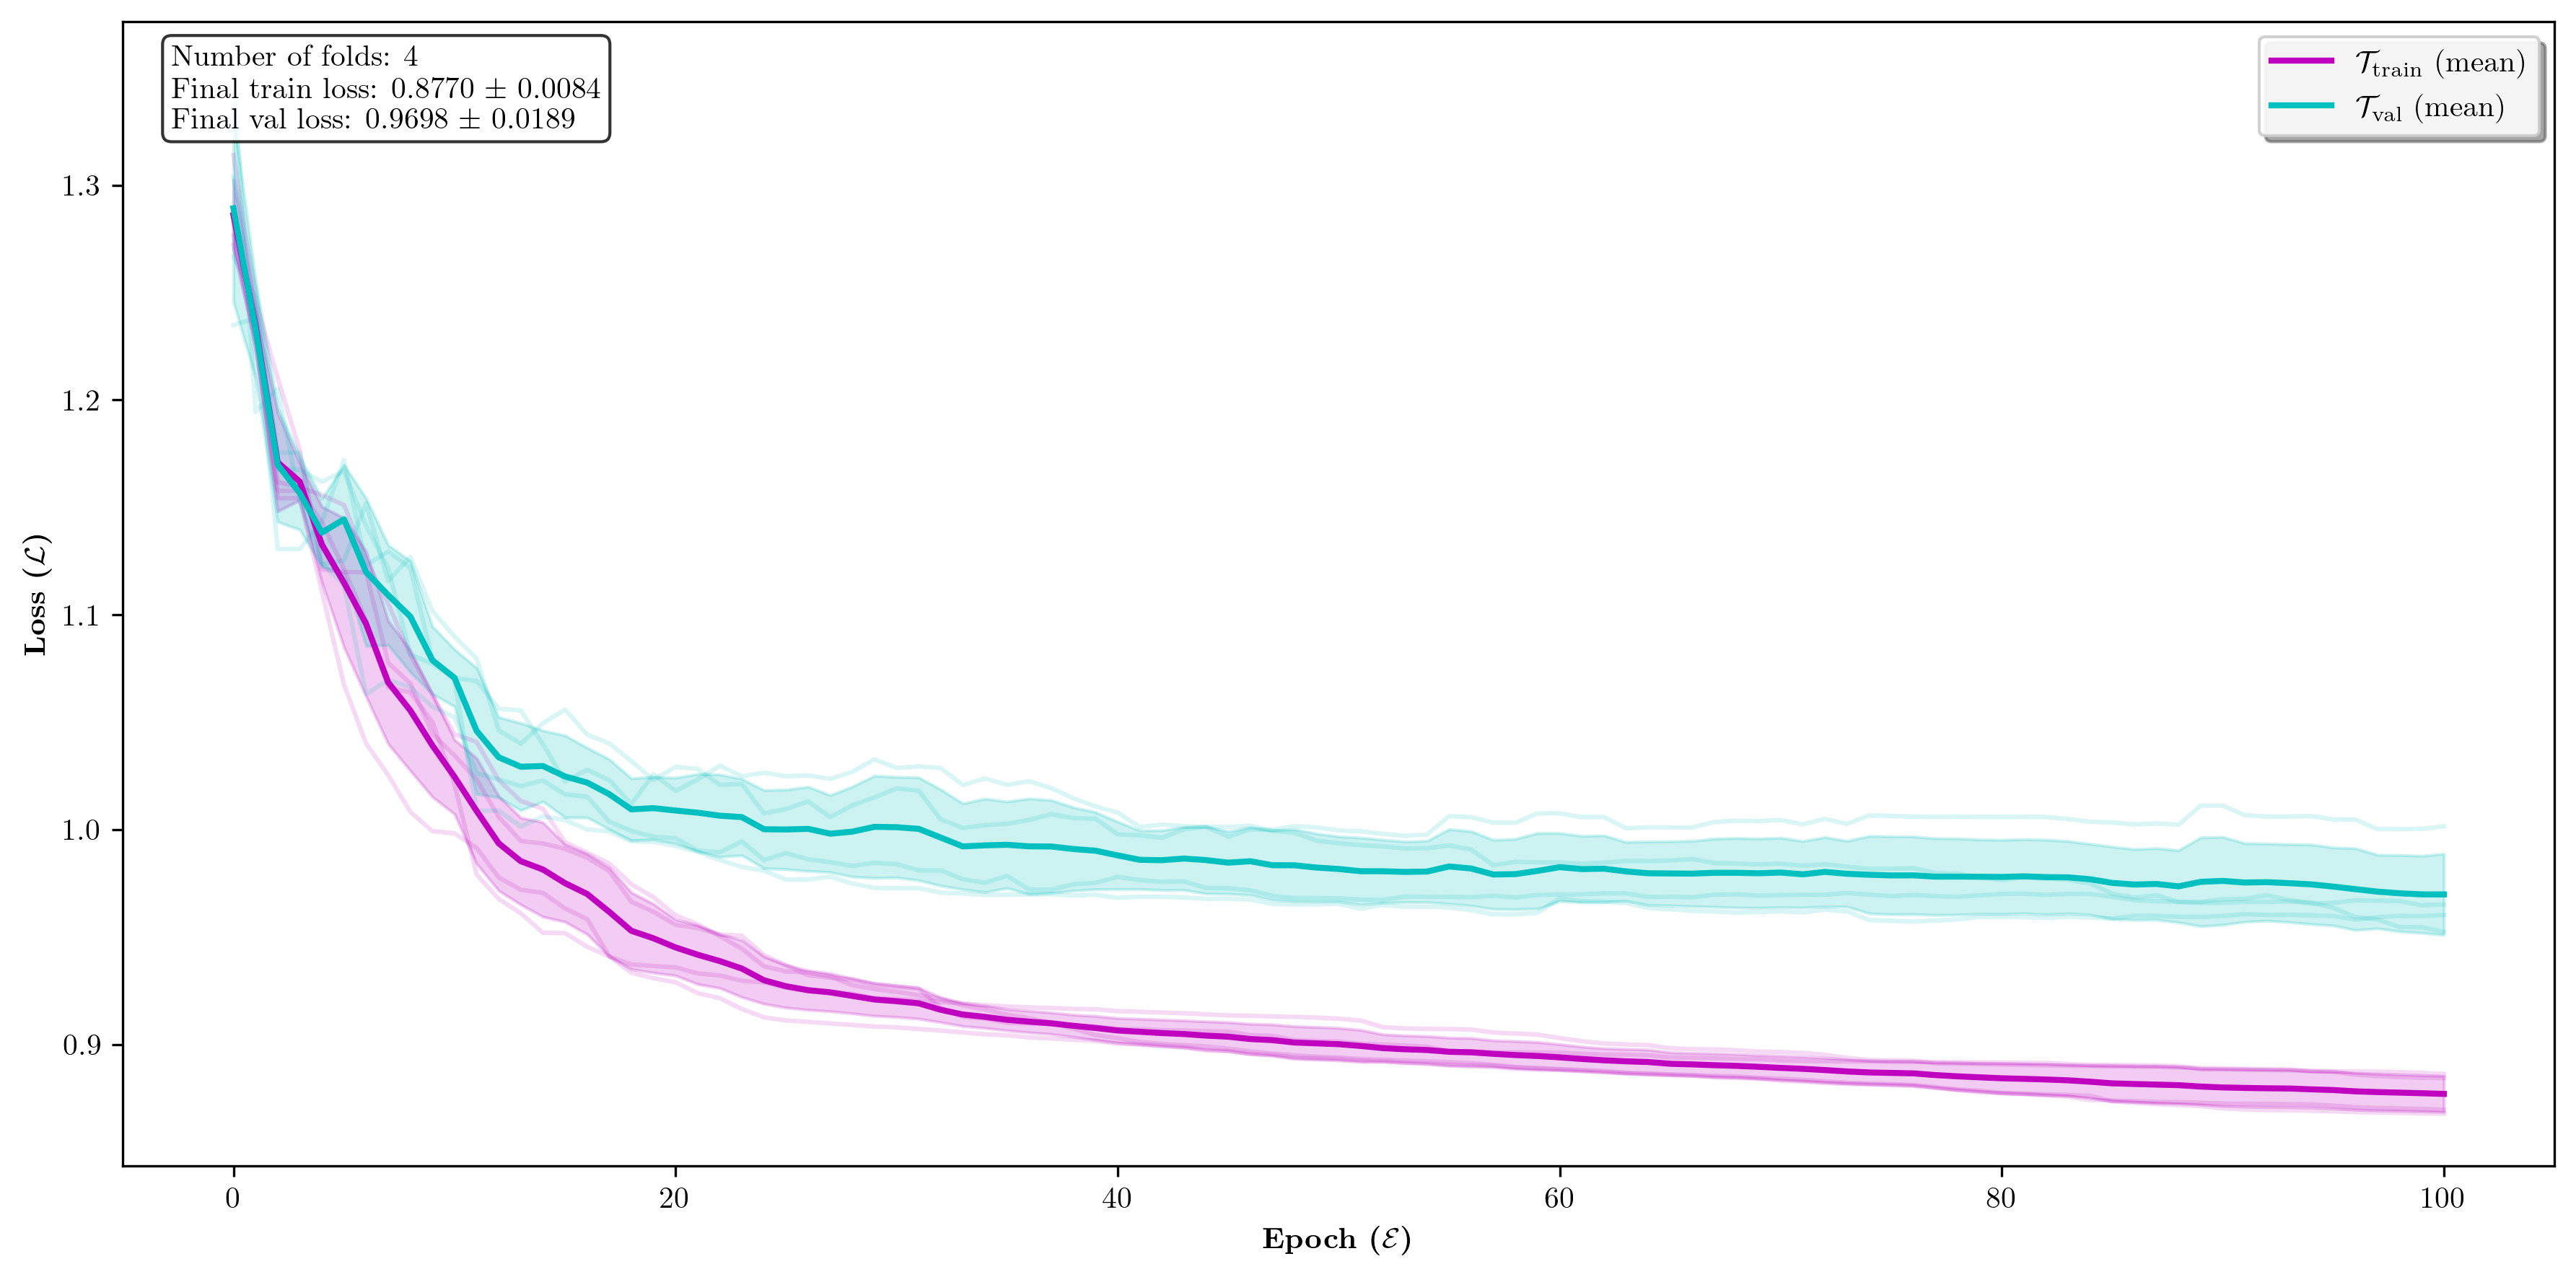 Number of folds: 4
Final train loss: 0.8770 ± 0.0084
Final val loss: 0.9698 ± 0.0189
𝒯train (mean)
𝒯val (mean)
1.3
1.2
1.1
1.0
0.9
Loss (ℒ)
0 20 40 60 80 100
Epoch (ℰ)